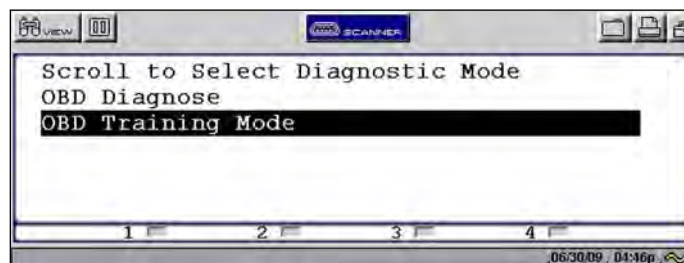 VIEW SCANNER
Scroll to Select Diagnostic Mode
OBD Diagnose
OBD Training Mode
1 2 3 4
06/30/09 04:46p